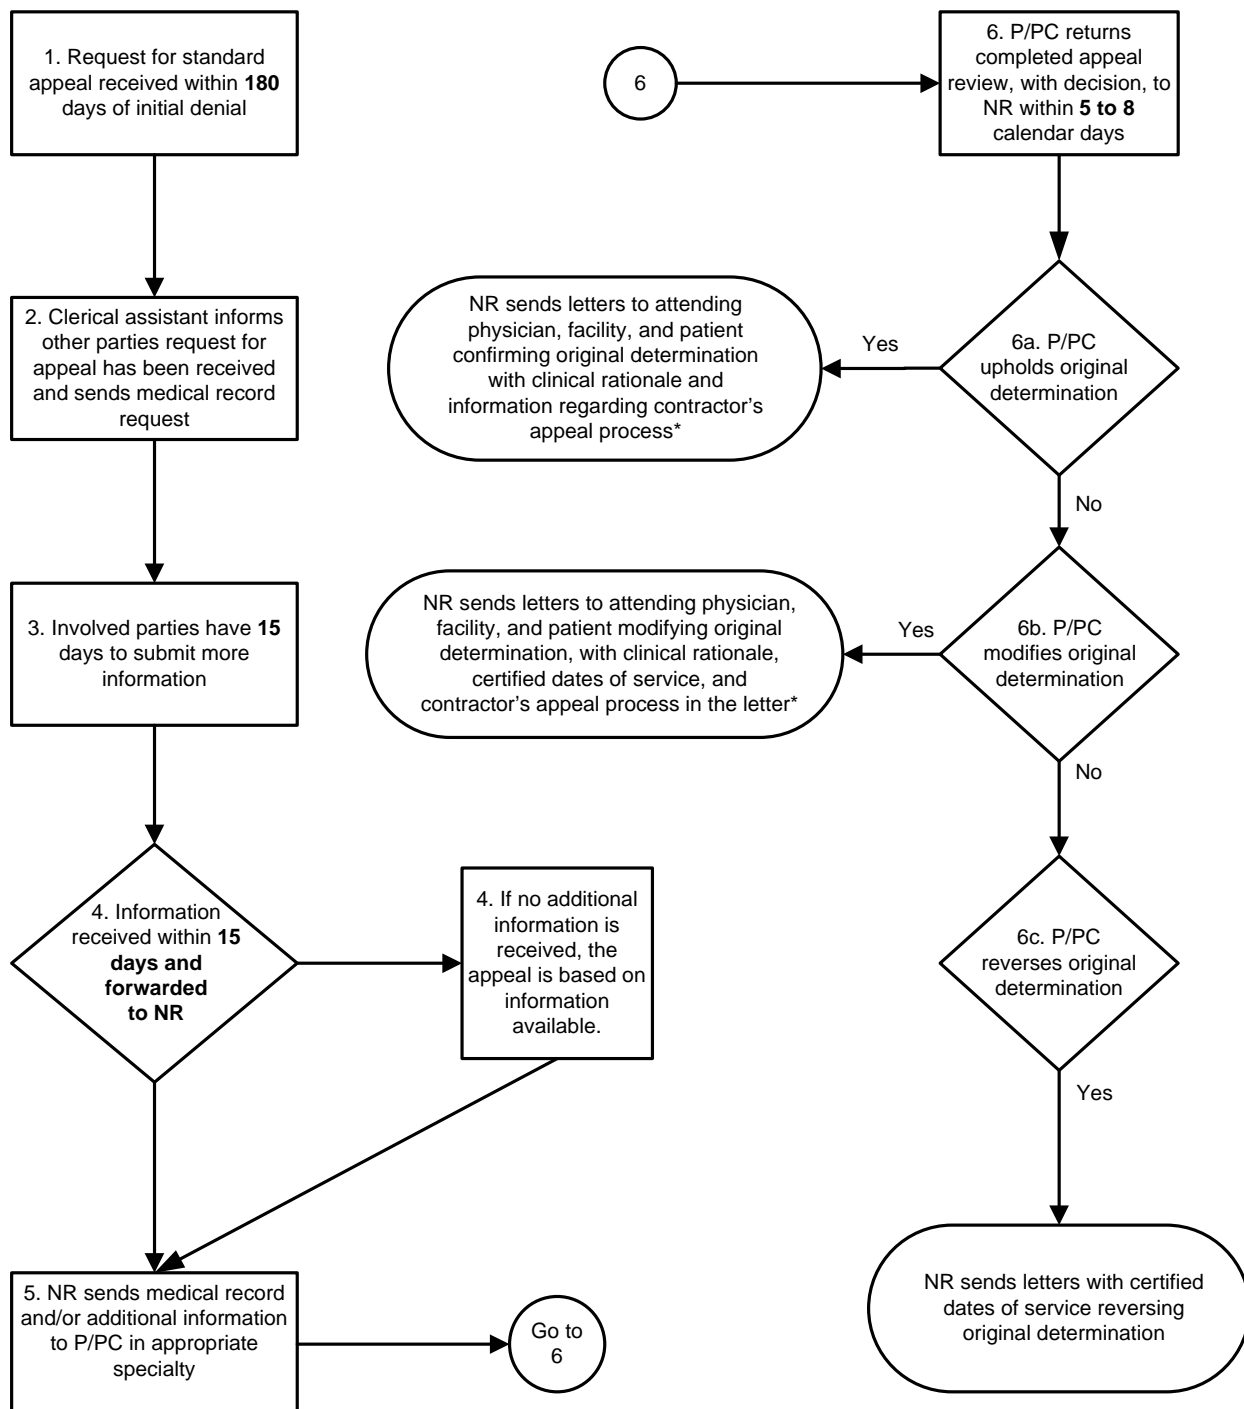 1. Request for standard
appeal received within 180
days of initial denial
2. Clerical assistant informs
other parties request for
appeal has been received
and sends medical record
request
3. Involved parties have 15
days to submit more
information
4. Information
received within 15
days and
forwarded
to NR
4. If no additional
information is
received, the
appeal is based on
information
available.
5. NR sends medical record
and/or additional information
to P/PC in appropriate
specialty
Go to
6
6
6. P/PC returns
completed appeal
review, with decision, to
NR within 5 to 8
calendar days
6a. P/PC
upholds original
determination
Yes
NR sends letters to attending
physician, facility, and patient
confirming original determination
with clinical rationale and
information regarding contractor’s
appeal process*
No
6b. P/PC
modifies original
determination
Yes
NR sends letters to attending physician,
facility, and patient modifying original
determination, with clinical rationale,
certified dates of service, and
contractor’s appeal process in the letter*
No
6c. P/PC
reverses original
determination
Yes
NR sends letters with certified
dates of service reversing
original determination